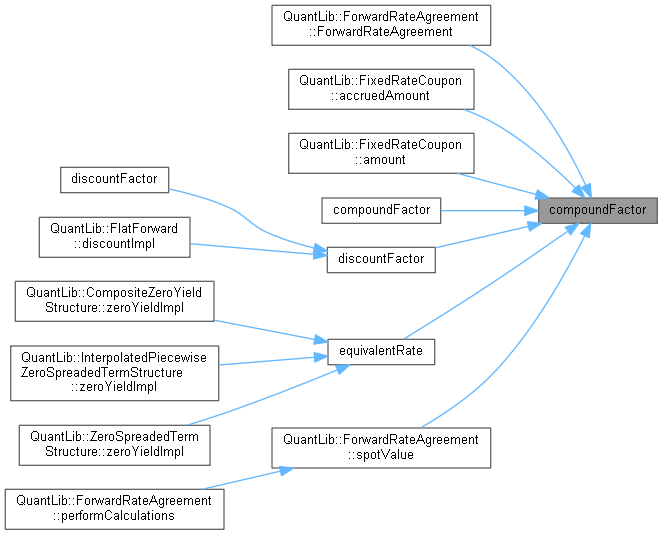 QuantLib::ForwardRateAgreement
::ForwardRateAgreement
QuantLib::FixedRateCoupon
::accruedAmount
QuantLib::FixedRateCoupon
::amount
discountFactor
compoundFactor
compoundFactor
QuantLib::FlatForward
::discountImpl
discountFactor
QuantLib::CompositeZeroYield
Structure::zeroYieldImpl
equivalentRate
QuantLib::InterpolatedPiecewise
ZeroSpreadedTermStructure
::zeroYieldImpl
QuantLib::ZeroSpreadedTerm
Structure::zeroYieldImpl
QuantLib::ForwardRateAgreement
::spotValue
QuantLib::ForwardRateAgreement
::performCalculations